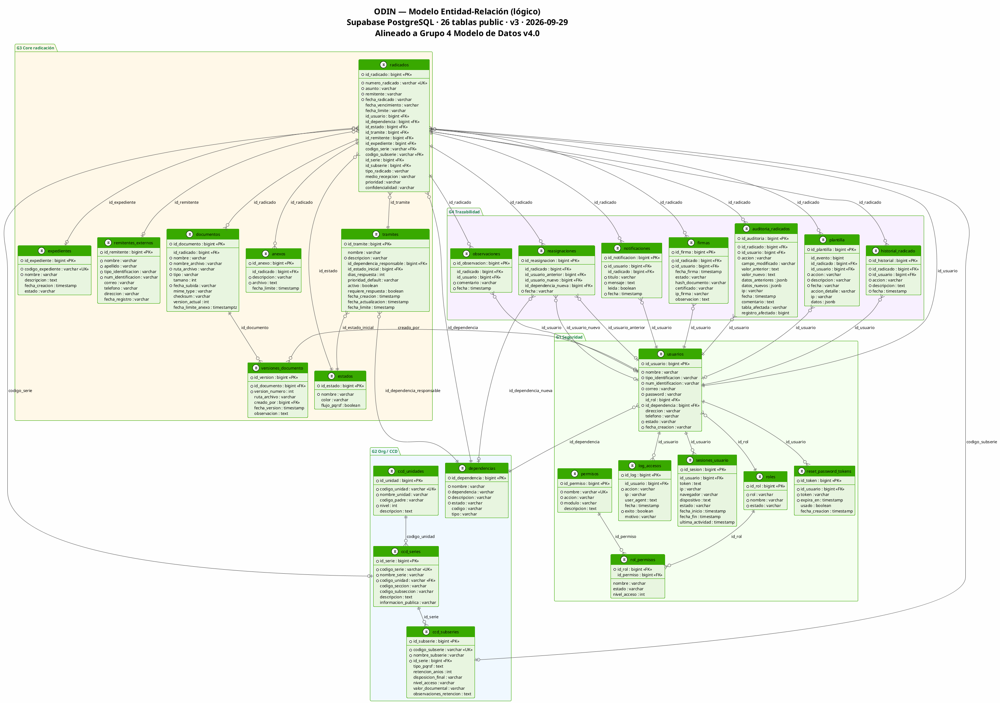 ODIN — Modelo Entidad-Relación (lógico)
Supabase PostgreSQL · 26 tablas public · v3 · 2026-09-29
Alineado a Grupo 4 Modelo de Datos v4.0
G3 Core radicación
E radicados
id_radicado : bigint «PK»
numero_radicado : varchar «UK»
asunto : varchar
remitente : varchar
fecha_radicado : varchar
fecha_vencimiento : varchar
fecha_limite : varchar
id_usuario : bigint «FK»
id_dependencia : bigint «FK»
id_estado : bigint «FK»
id_tramite : bigint «FK»
id_remitente : bigint «FK»
id_expediente : bigint «FK»
codigo_serie : varchar «FK»
codigo_subserie : varchar «FK»
id_serie : bigint «FK»
id_subserie : bigint «FK»
tipo_radicado : varchar
medio_recepcion : varchar
prioridad : varchar
confidencialidad : varchar
id_expediente
id_remitente
id_radicado
id_radicado
id_tramite
id_radicado
id_radicado
id_radicado
id_radicado
id_radicado
id_radicado
id_radicado
E expedientes
id_expediente : bigint «PK»
codigo_expediente : varchar «UK»
nombre : varchar
descripcion : text
fecha_creacion : timestamp
estado : varchar
E remitentes_externos
id_remitente : bigint «PK»
nombre : varchar
apellido : varchar
tipo_identificacion : varchar
num_identificacion : varchar
correo : varchar
telefono : varchar
direccion : varchar
fecha_registro : varchar
E documentos
id_documento : bigint «PK»
id_radicado : bigint «FK»
nombre : varchar
nombre_archivo : varchar
ruta_archivo : varchar
tipo : varchar
tamano : int
fecha_subida : varchar
mime_type : varchar
checksum : varchar
version_actual : int
fecha_limite_anexo : timestamptz
E anexos
id_anexo : bigint «PK»
id_radicado : bigint «FK»
descripcion : varchar
archivo : text
fecha_limite : timestamp
id_estado
E tramites
id_tramite : bigint «PK»
nombre : varchar
descripcion : varchar
id_dependencia_responsable : bigint «FK»
id_estado_inicial : bigint «FK»
dias_respuesta : int
prioridad_default : varchar
activo : boolean
requiere_respuesta : boolean
fecha_creacion : timestamp
fecha_actualizacion : timestamp
fecha_limite : timestamp
G4 Trazabilidad
E observaciones
id_observacion : bigint «PK»
id_radicado : bigint «FK»
id_usuario : bigint «FK»
comentario : varchar
fecha : timestamp
E reasignaciones
id_reasignacion : bigint «PK»
id_radicado : bigint «FK»
id_usuario_anterior : bigint «FK»
id_usuario_nuevo : bigint «FK»
id_dependencia_nueva : bigint «FK»
fecha : varchar
E notificaciones
id_notificacion : bigint «PK»
id_usuario : bigint «FK»
id_radicado : bigint «FK»
titulo : varchar
mensaje : text
leida : boolean
fecha : timestamp
E firmas
id_firma : bigint «PK»
id_radicado : bigint «FK»
id_usuario : bigint «FK»
fecha_firma : timestamp
estado : varchar
hash_documento : varchar
certificado : varchar
ip_firma : varchar
observacion : text
E auditoria_radicados
id_auditoria : bigint «PK»
id_radicado : bigint «FK»
id_usuario : bigint «FK»
accion : varchar
campo_modificado : varchar
valor_anterior : text
valor_nuevo : text
datos_anteriores : jsonb
datos_nuevos : jsonb
ip : varchar
fecha : timestamp
comentario : text
tabla_afectada : varchar
registro_afectado : bigint
E plantilla
id_plantilla : bigint «PK»
id_evento : bigint
id_radicado : bigint «FK»
id_usuario : bigint «FK»
accion : varchar
descripcion : varchar
fecha : varchar
accion_detalle : varchar
ip : varchar
datos : jsonb
E historial_radicado
id_historial : bigint «PK»
id_radicado : bigint «FK»
id_usuario : bigint «FK»
accion : varchar
descripcion : text
fecha : timestamp
id_usuario
id_documento
id_estado_inicial
creado_por
id_dependencia
id_usuario
id_usuario_nuevo
id_usuario_anterior
id_usuario
id_usuario
id_usuario
id_usuario
id_usuario
E versiones_documento
id_version : bigint «PK»
id_documento : bigint «FK»
version_numero : int
ruta_archivo : varchar
creado_por : bigint «FK»
fecha_version : timestamp
observacion : text
E estados
id_estado : bigint «PK»
nombre : varchar
color : varchar
flujo_pqrsf : boolean
codigo_serie
id_dependencia_responsable
id_dependencia_nueva
G1 Seguridad
E usuarios
id_usuario : bigint «PK»
nombre : varchar
tipo_identificacion : varchar
num_identificacion : varchar
correo : varchar
password : varchar
id_rol : bigint «FK»
id_dependencia : bigint «FK»
direccion : varchar
telefono : varchar
estado : varchar
fecha_creacion : varchar
id_dependencia
id_usuario
id_usuario
id_rol
id_usuario
codigo_subserie
E permisos
id_permiso : bigint «PK»
nombre : varchar «UK»
accion : varchar
modulo : varchar
descripcion : text
E log_accesos
id_log : bigint «PK»
id_usuario : bigint «FK»
accion : varchar
ip : varchar
user_agent : text
fecha : timestamp
exito : boolean
motivo : varchar
E sesiones_usuario
id_sesion : bigint «PK»
id_usuario : bigint «FK»
token : text
ip : varchar
navegador : varchar
dispositivo : text
estado : varchar
fecha_inicio : timestamp
fecha_fin : timestamp
ultima_actividad : timestamp
E roles
id_rol : bigint «PK»
rol : varchar
nombre : varchar
estado : varchar
E reset_password_tokens
id_token : bigint «PK»
id_usuario : bigint «FK»
token : varchar
expira_en : timestamp
usado : boolean
fecha_creacion : timestamp
id_permiso
id_rol
E rol_permisos
id_rol : bigint «FK»
id_permiso : bigint «FK»
nombre : varchar
estado : varchar
nivel_acceso : int
G2 Org / CCD
E ccd_unidades
id_unidad : bigint «PK»
codigo_unidad : varchar «UK»
nombre_unidad : varchar
codigo_padre : varchar
nivel : int
descripcion : text
E dependencias
id_dependencia : bigint «PK»
nombre : varchar
dependencia : varchar
descripcion : varchar
estado : varchar
codigo : varchar
tipo : varchar
codigo_unidad
E ccd_series
id_serie : bigint «PK»
codigo_serie : varchar «UK»
nombre_serie : varchar
codigo_unidad : varchar «FK»
codigo_seccion : varchar
codigo_subseccion : varchar
descripcion : text
informacion_publica : varchar
id_serie
E ccd_subseries
id_subserie : bigint «PK»
codigo_subserie : varchar «UK»
nombre_subserie : varchar
id_serie : bigint «FK»
tipo_pqrsf : text
retencion_anios : int
disposicion_final : varchar
nivel_acceso : varchar
valor_documental : varchar
observaciones_retencion : text